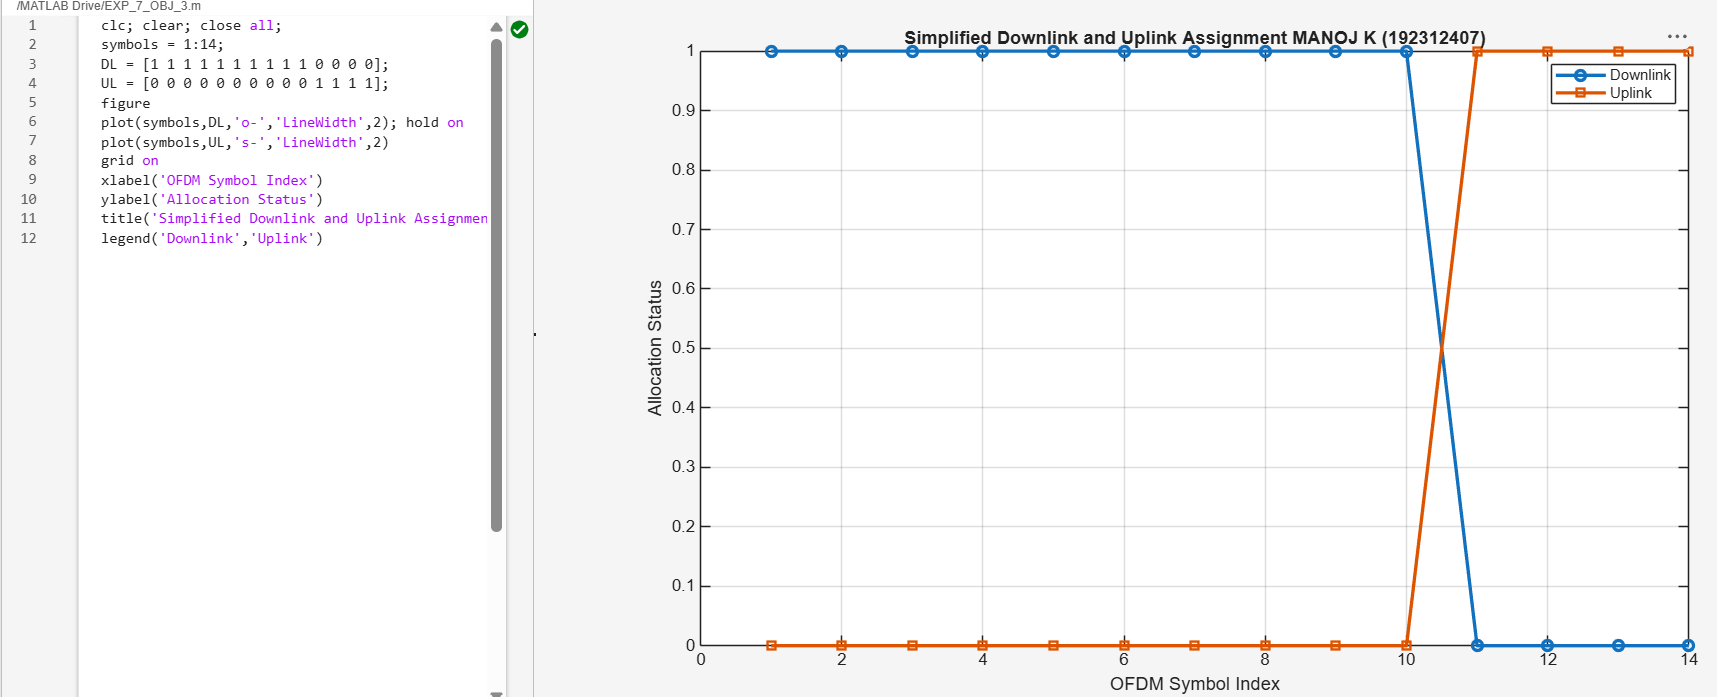 /MATLAB Drive/EXP_7_OBJ_3.m
1 clc; clear; close all;
2 symbols = 1:14;
3 DL = [1 1 1 1 1 1 1 1 1 1 0 0 0 0];
4 UL = [0 0 0 0 0 0 0 0 0 0 1 1 1 1];
5 figure
6 plot(symbols,DL,'o-','LineWidth',2); hold on
7 plot(symbols,UL,'s-','LineWidth',2)
8 grid on
9 xlabel('OFDM Symbol Index')
10 ylabel('Allocation Status')
11 title('Simplified Downlink and Uplink Assignmen
12 legend('Downlink','Uplink')
Simplified Downlink and Uplink Assignment MANOJ K (192312407)
Downlink
Uplink
Allocation Status
1
0.9
0.8
0.7
0.6
0.5
0.4
0.3
0.2
0.1
0
0 2 4 6 8 10 12 14
OFDM Symbol Index